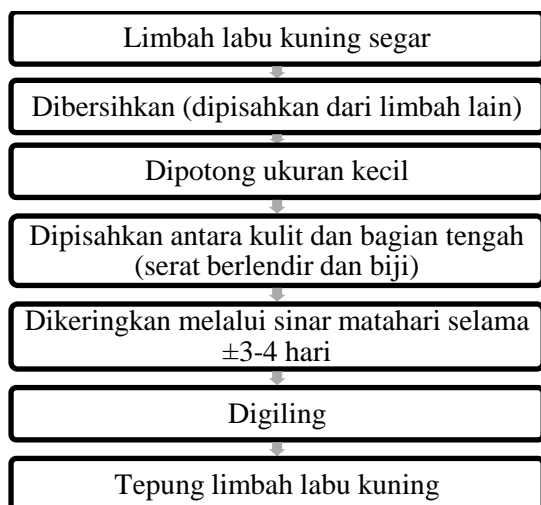 Limbah labu kuning segar
Dibersihkan (dipisahkan dari limbah lain)
Dipotong ukuran kecil
Dipisahkan antara kulit dan bagian tengah
(serat berlendir dan biji)
Dikeringkan melalui sinar matahari selama
±3-4 hari
Digiling
Tepung limbah labu kuning